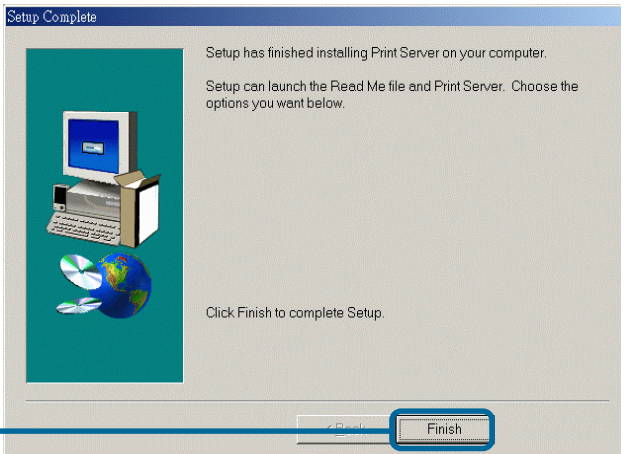 Setup Complete
Setup has finished installing Print Server on your computer.
Setup can launch the Read Me file and Print Server. Choose the
options you want below.
Click Finish to complete Setup.
< Back
Finish